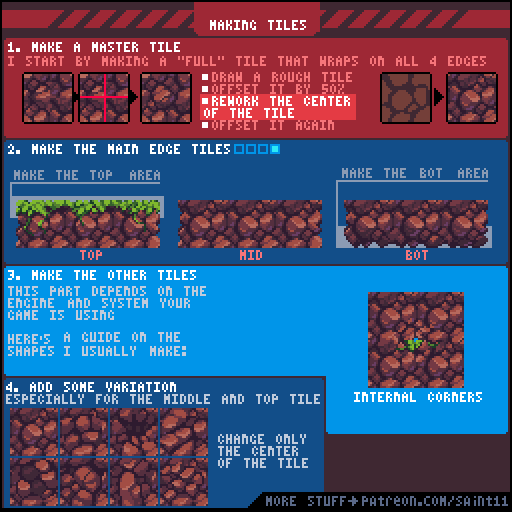 MAKING TILES
1. MAKE A MASTER TILE
I START BY MAKING A "FULL" TILE THAT WRAPS ON ALL 4 EDGES
DRAW A ROUGH TILE
OFFSET IT BY 50%
REWORK THE CENTER
OF THE TILE
OFFSET IT AGAIN
2. MAKE THE MAIN EDGE TILES
MAKE THE TOP AREA
MAKE THE BOT AREA
TOP
MID
BOT
3. MAKE THE OTHER TILES
THIS PART DEPENDS ON THE
ENGINE AND SYSTEM YOUR
GAME IS USING
HERE'S A GUIDE ON THE
SHAPES I USUALLY MAKE:
INTERNAL CORNERS
4. ADD SOME VARIATION
ESPECIALLY FOR THE MIDDLE AND TOP TILE
CHANGE ONLY
THE CENTER
OF THE TILE
MORE STUFF→PATREON.COM/SAINT11